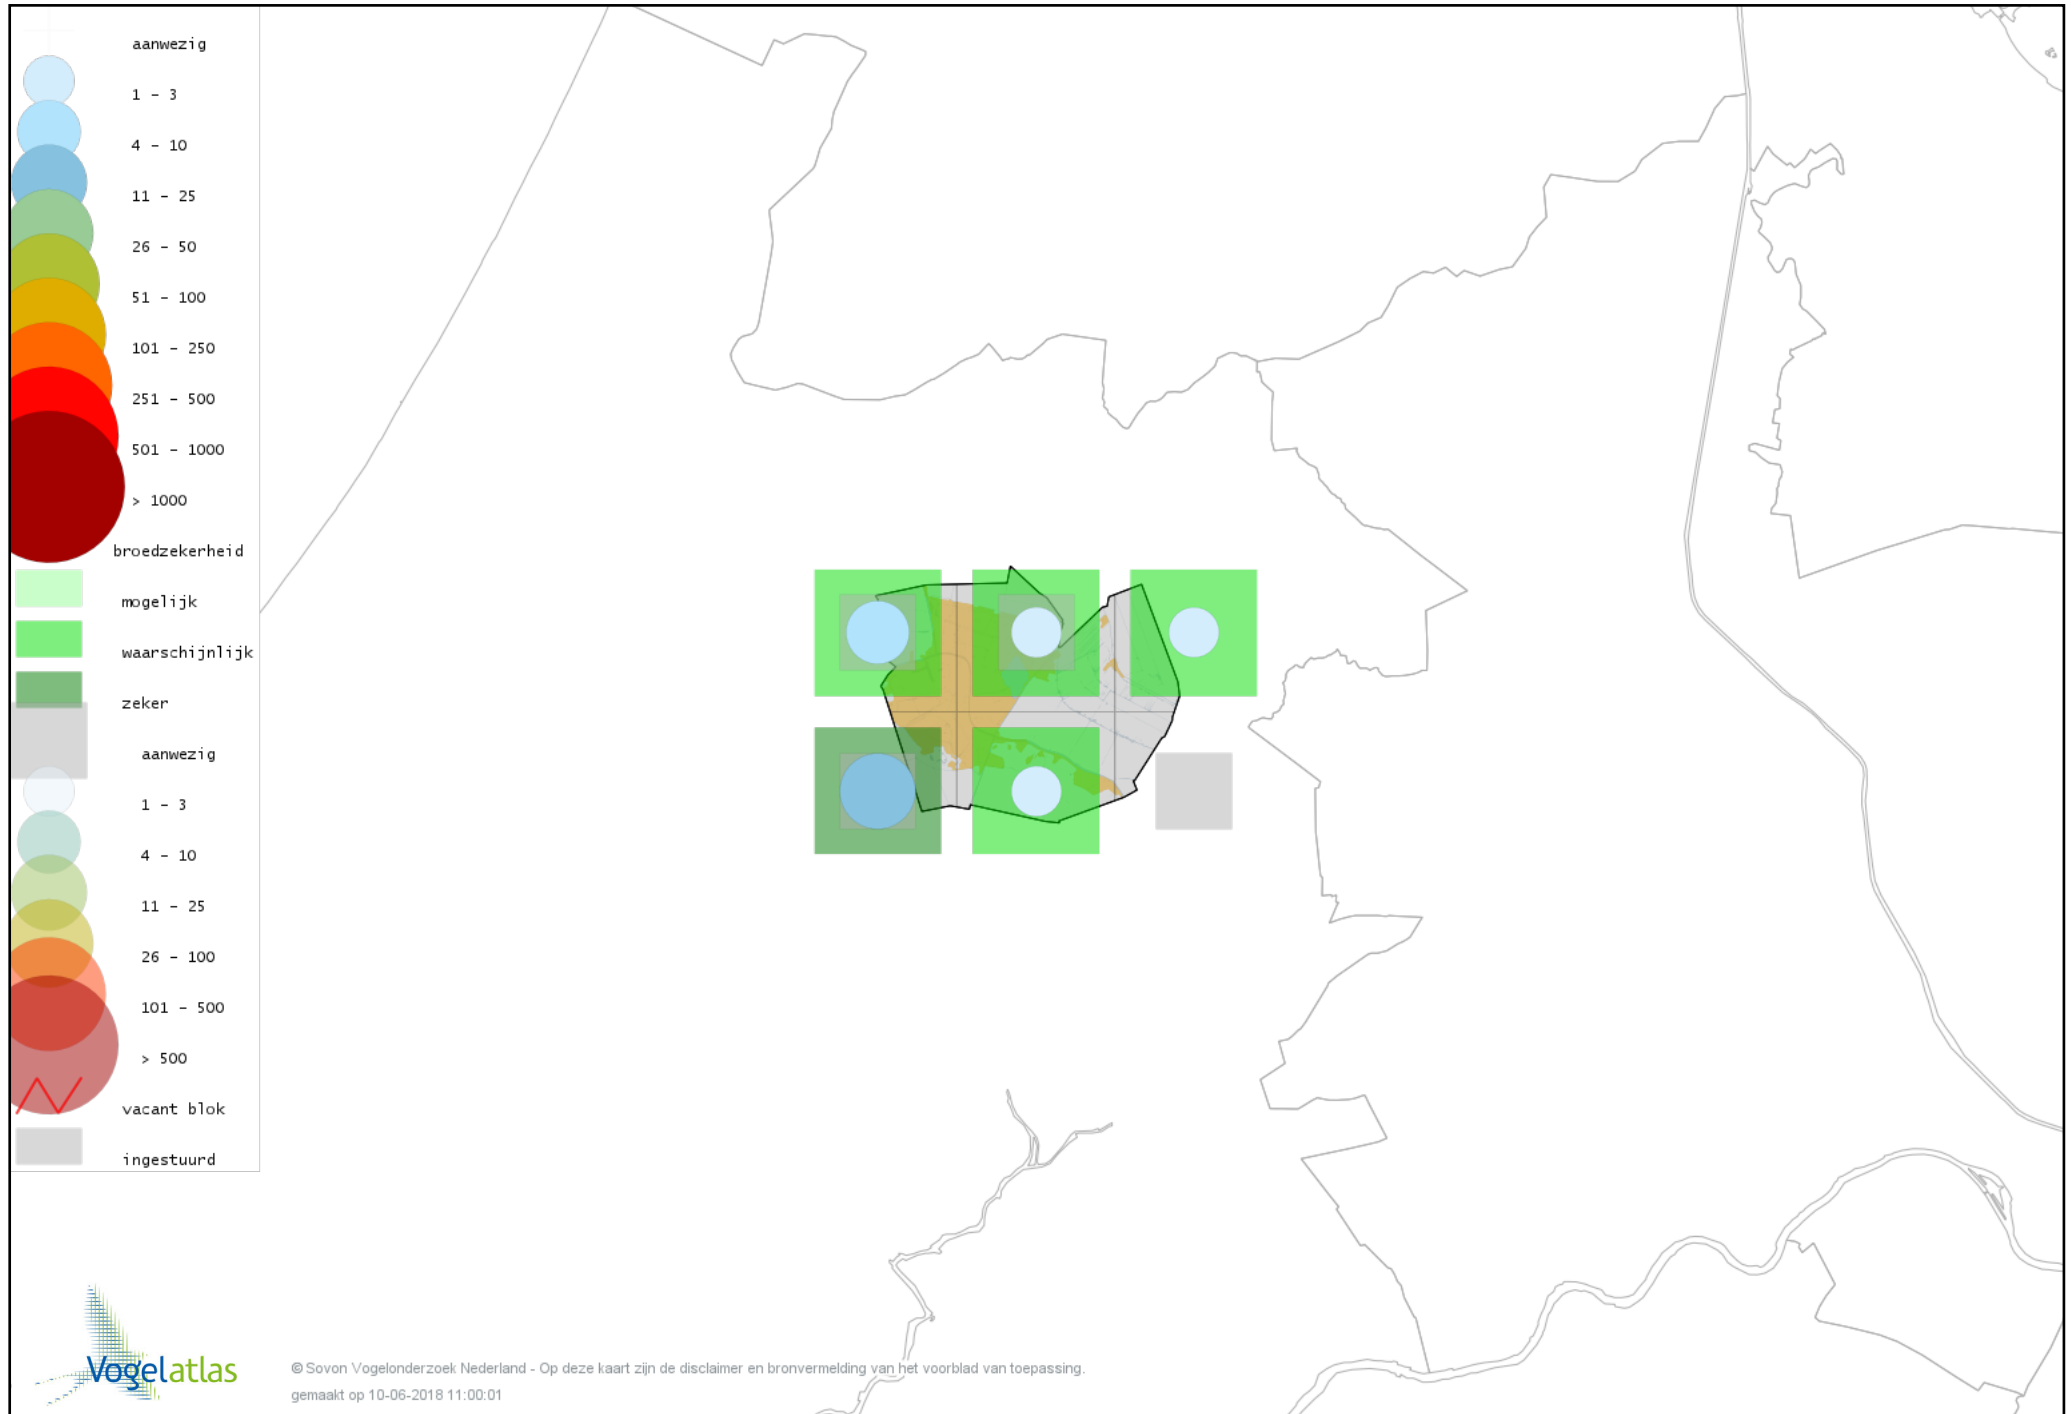 aanwezig
1 - 3
4 - 10
11 - 25
26 - 50
51 - 100
101 - 250
251 - 500
501 - 1000
> 1000
broedzekerheid
mogelijk
waarschijnlijk
zeker
aanwezig
1 - 3
4 - 10
11 - 25
26 - 100
101 - 500
> 500
vacant blok
ingestuurd
Vogelatlas
© Sovon Vogelonderzoek Nederland - Op deze kaart zijn de disclaimer en bronvermelding van het voorblad van toepassing.
gemaakt op 10-06-2018 11:00:01